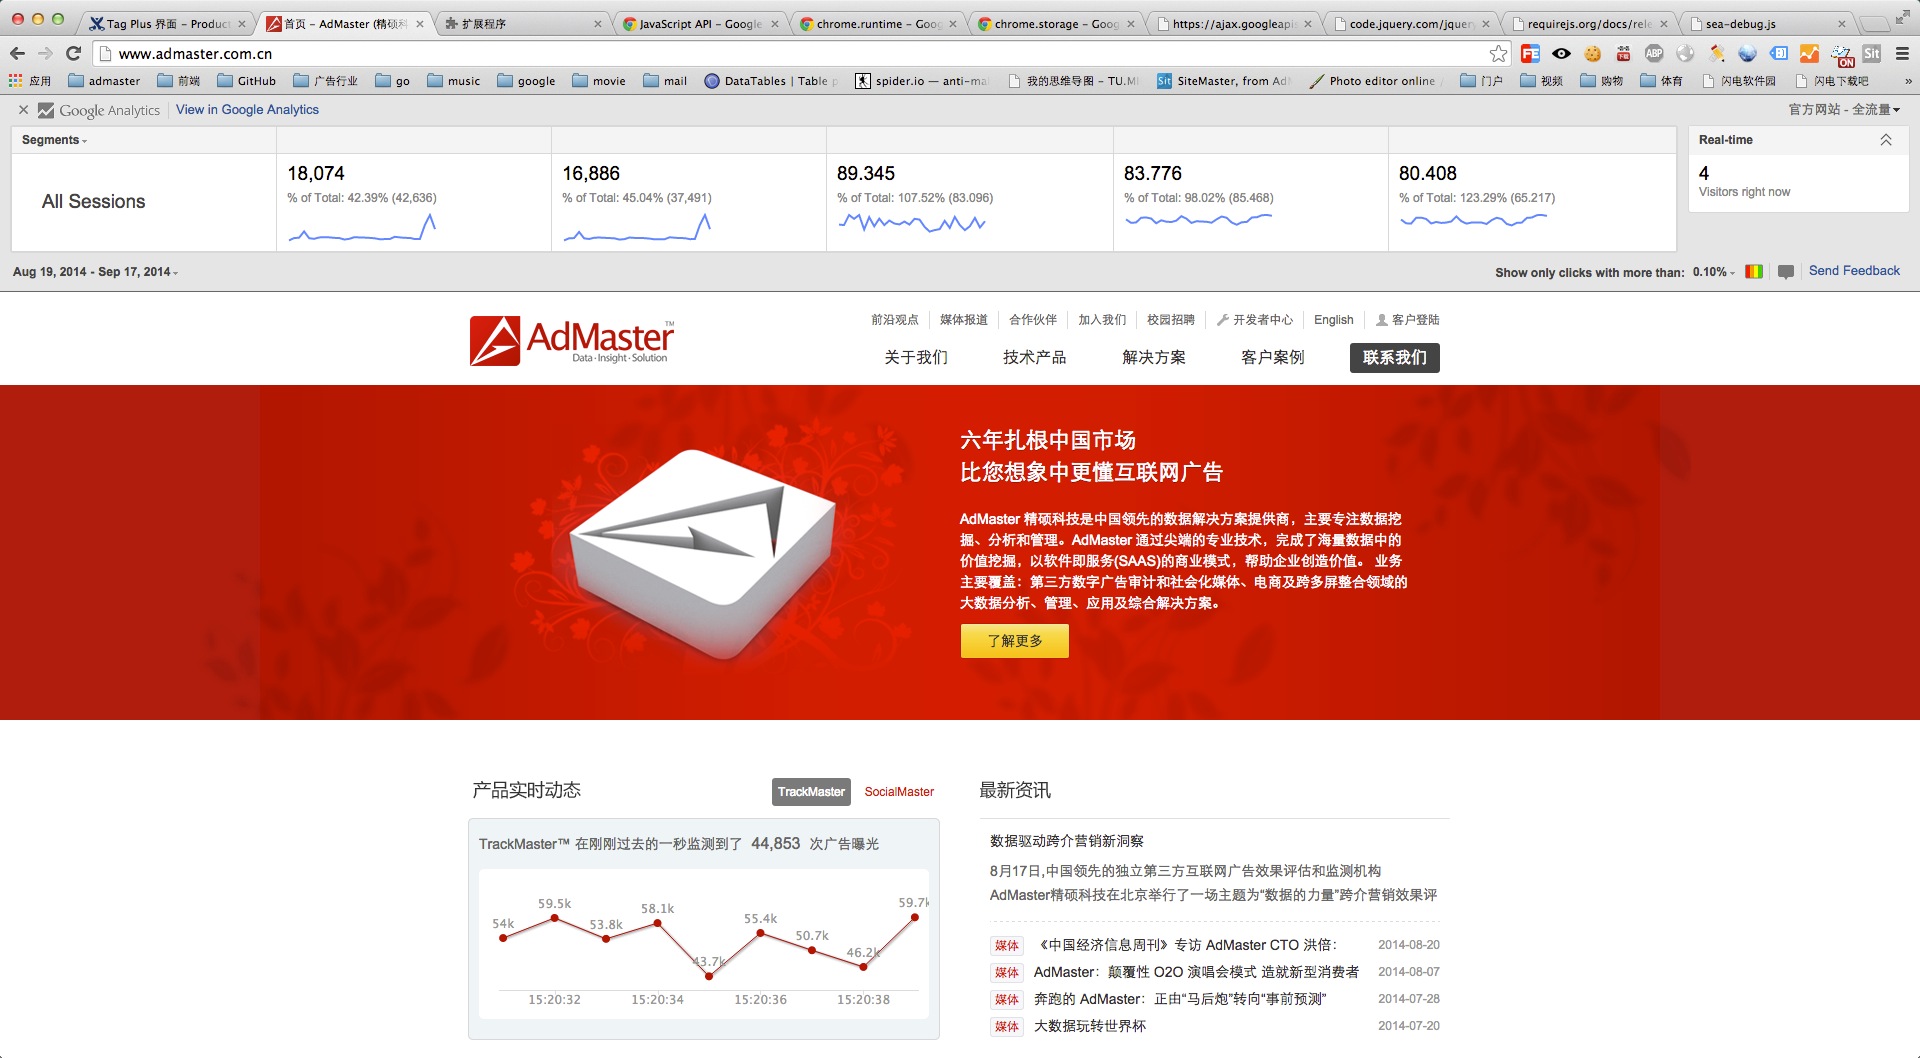 Tag Plus 界面 – Product
首页 – AdMaster (精硕科
扩展程序
JavaScript API – Google
chrome.runtime – Goog
chrome.storage – Goog
https://ajax.googleapis
code.jquery.com/jquery
requirejs.org/docs/rele
sea-debug.js
www.admaster.com.cn
应用 admaster 前端 GitHub 广告行业 go music google movie mail DataTables | Table p spider.io — anti-mal 我的思维导图 – TU.MI SiteMaster, from AdM Photo editor online 门户 视频 购物 体育 闪电软件园 闪电下载吧 »
Google Analytics View in Google Analytics 官方网站 - 全流量
Segments
Real-time
All Sessions
18,074
% of Total: 42.39% (42,636)
16,886
% of Total: 45.04% (37,491)
89.345
% of Total: 107.52% (83.096)
83.776
% of Total: 98.02% (85.468)
80.408
% of Total: 123.29% (65.217)
4
Visitors right now
Aug 19, 2014 - Sep 17, 2014
Show only clicks with more than: 0.10% Send Feedback
AdMaster™
Data·Insight·Solution
前沿观点 媒体报道 合作伙伴 加入我们 校园招聘 开发者中心 English 客户登陆
关于我们 技术产品 解决方案 客户案例 联系我们
六年扎根中国市场
比您想象中更懂互联网广告
AdMaster 精硕科技是中国领先的数据解决方案提供商，主要专注数据挖
掘、分析和管理。AdMaster 通过尖端的专业技术，完成了海量数据中的
价值挖掘，以软件即服务(SAAS)的商业模式，帮助企业创造价值。 业务
主要覆盖：第三方数字广告审计和社会化媒体、电商及跨多屏整合领域的
大数据分析、管理、应用及综合解决方案。
了解更多
产品实时动态 TrackMaster SocialMaster
TrackMaster™ 在刚刚过去的一秒监测到了 44,853 次广告曝光
54k 59.5k 53.8k 58.1k 43.7k 55.4k 50.7k 46.2k 59.7k
15:20:32 15:20:34 15:20:36 15:20:38
最新资讯
数据驱动跨介营销新洞察
8月17日,中国领先的独立第三方互联网广告效果评估和监测机构
AdMaster精硕科技在北京举行了一场主题为“数据的力量”跨介营销效果评
媒体 《中国经济信息周刊》专访 AdMaster CTO 洪倍： 2014-08-20
媒体 AdMaster：颠覆性 O2O 演唱会模式 造就新型消费者 2014-08-07
媒体 奔跑的 AdMaster：正由“马后炮”转向“事前预测” 2014-07-28
媒体 大数据玩转世界杯 2014-07-20